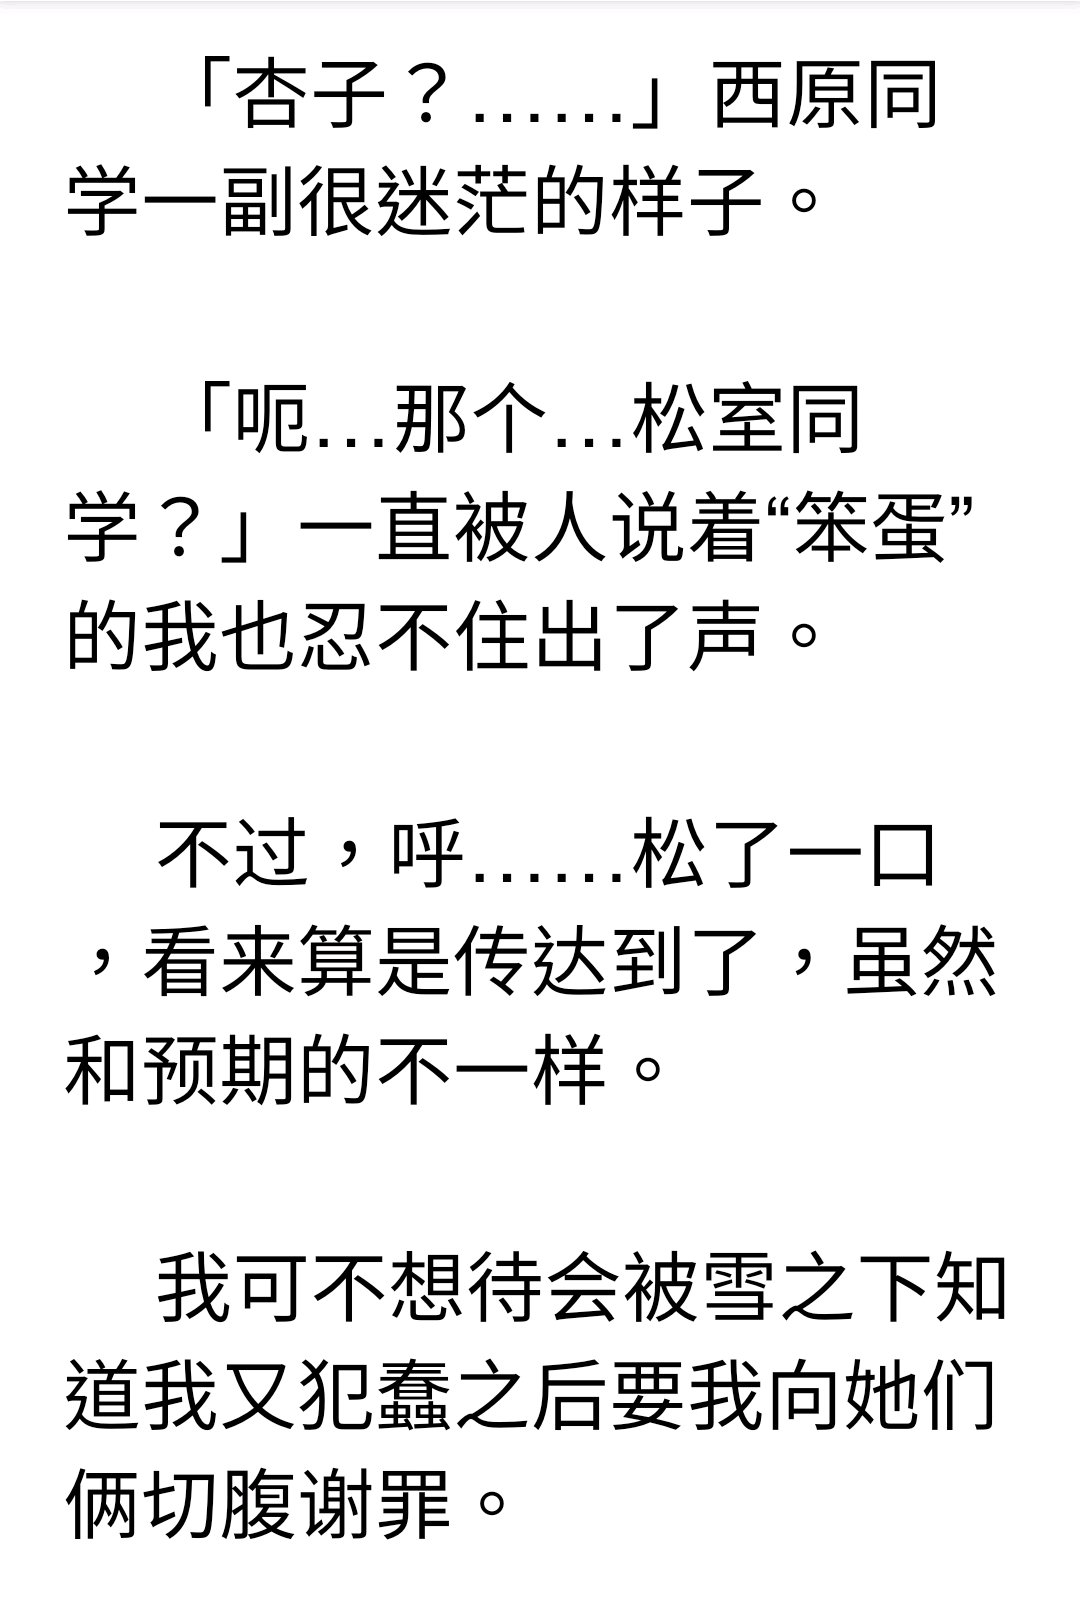 「杏子？……」西原同
学一副很迷茫的样子。
「呃…那个…松室同
学？」一直被人说着“笨蛋”
的我也忍不住出了声。
不过，呼……松了一口
，看来算是传达到了，虽然
和预期的不一样。
我可不想待会被雪之下知
道我又犯蠢之后要我向她们
俩切腹谢罪。